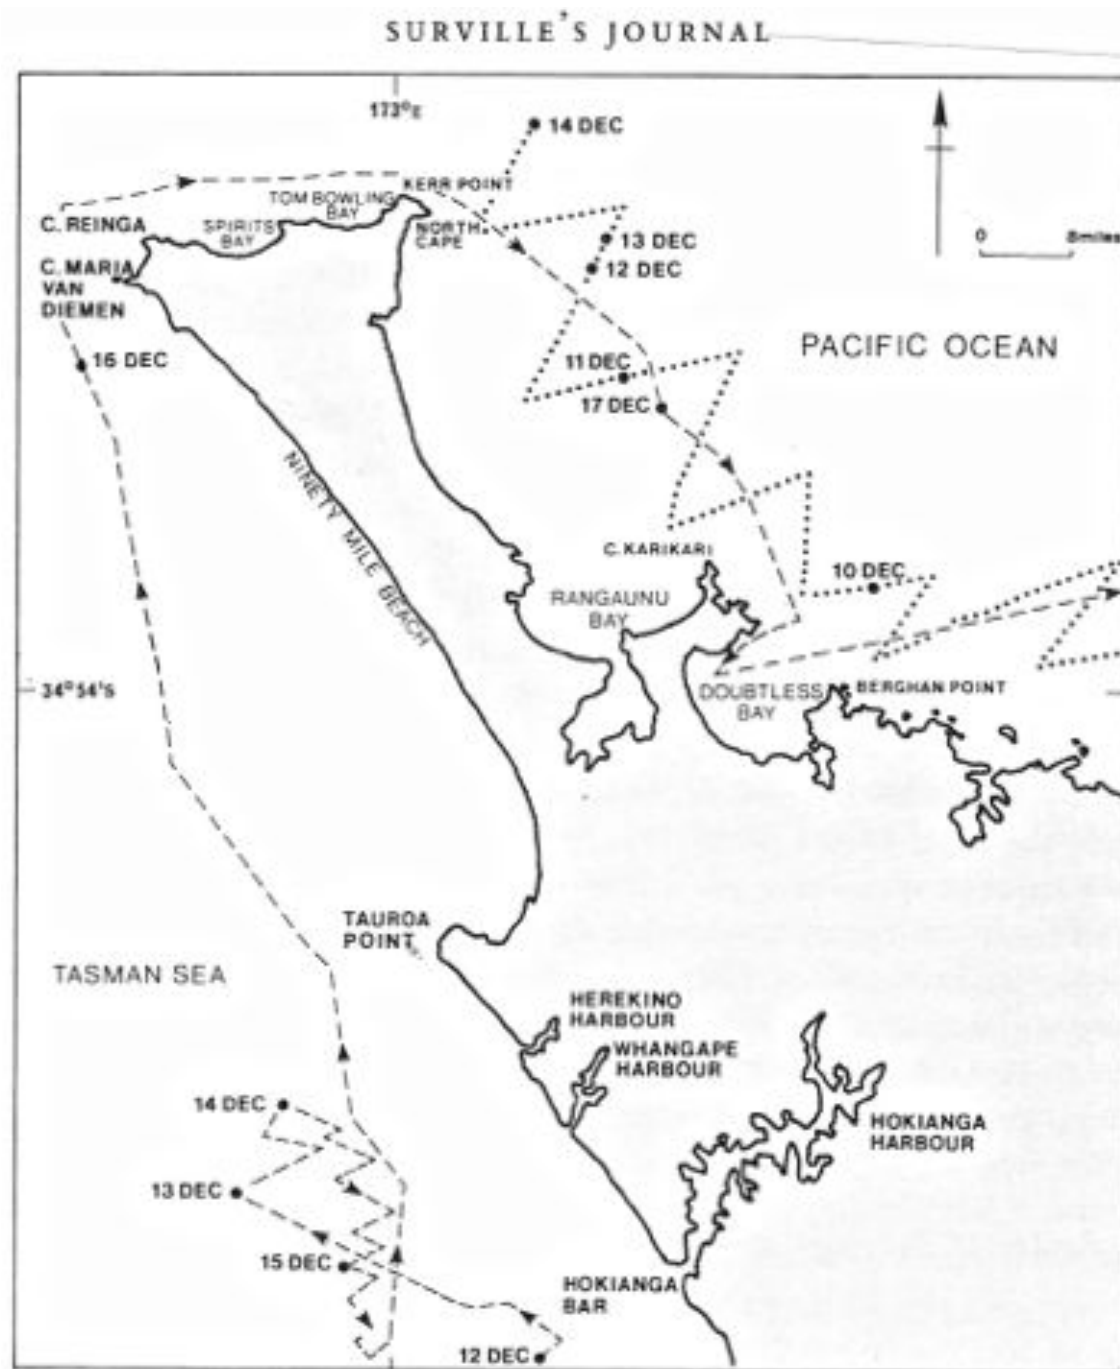 SURVILLE'S JOURNAL
173°E
14 DEC
KERR POINT
TOM BOWLING
BAY
C. REINGA
SPIRITS
BAY
NORTH
CAPE
13 DEC
12 DEC
0 8miles
C. MARIA
VAN
DIEMEN
16 DEC
PACIFIC OCEAN
11 DEC
17 DEC
NINETY MILE BEACH
C. KARIKARI
10 DEC
RANGAUNU
BAY
34°54's
DOUBTLESS
BAY
BERGHAN POINT
TAUROA
POINT
TASMAN SEA
HEREKINO
HARBOUR
WHANGAPE
HARBOUR
14 DEC
HOKIANGA
HARBOUR
13 DEC
15 DEC
HOKIANGA
BAR
12 DEC